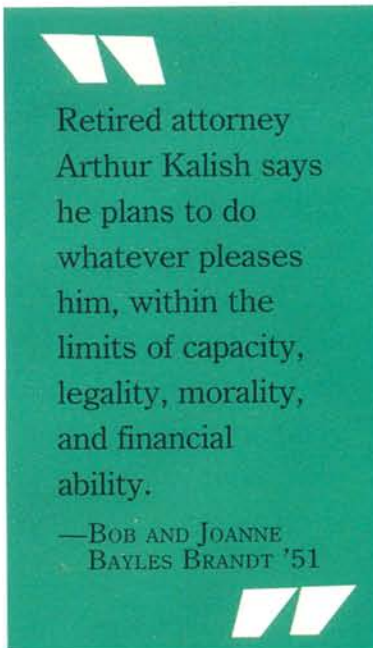 Retired attorney
Arthur Kalish says
he plans to do
whatever pleases
him, within the
limits of capacity,
legality, morality,
and financial
ability.
—BOB AND JOANNE
BAYLES BRANDT '51